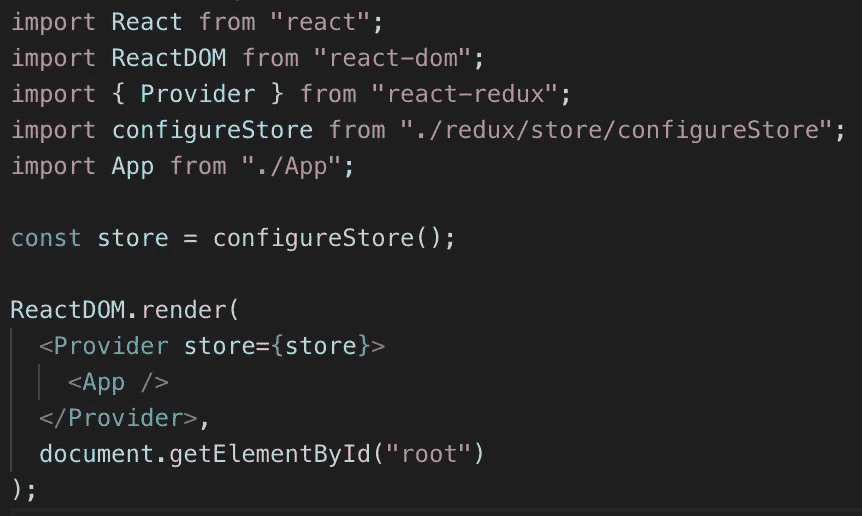 import React from "react";
import ReactDOM from "react-dom";
import { Provider } from "react-redux";
import configureStore from "./redux/store/configureStore";
import App from "./App";

const store = configureStore();

ReactDOM.render(
  <Provider store={store}>
    <App />
  </Provider>,
  document.getElementById("root")
);